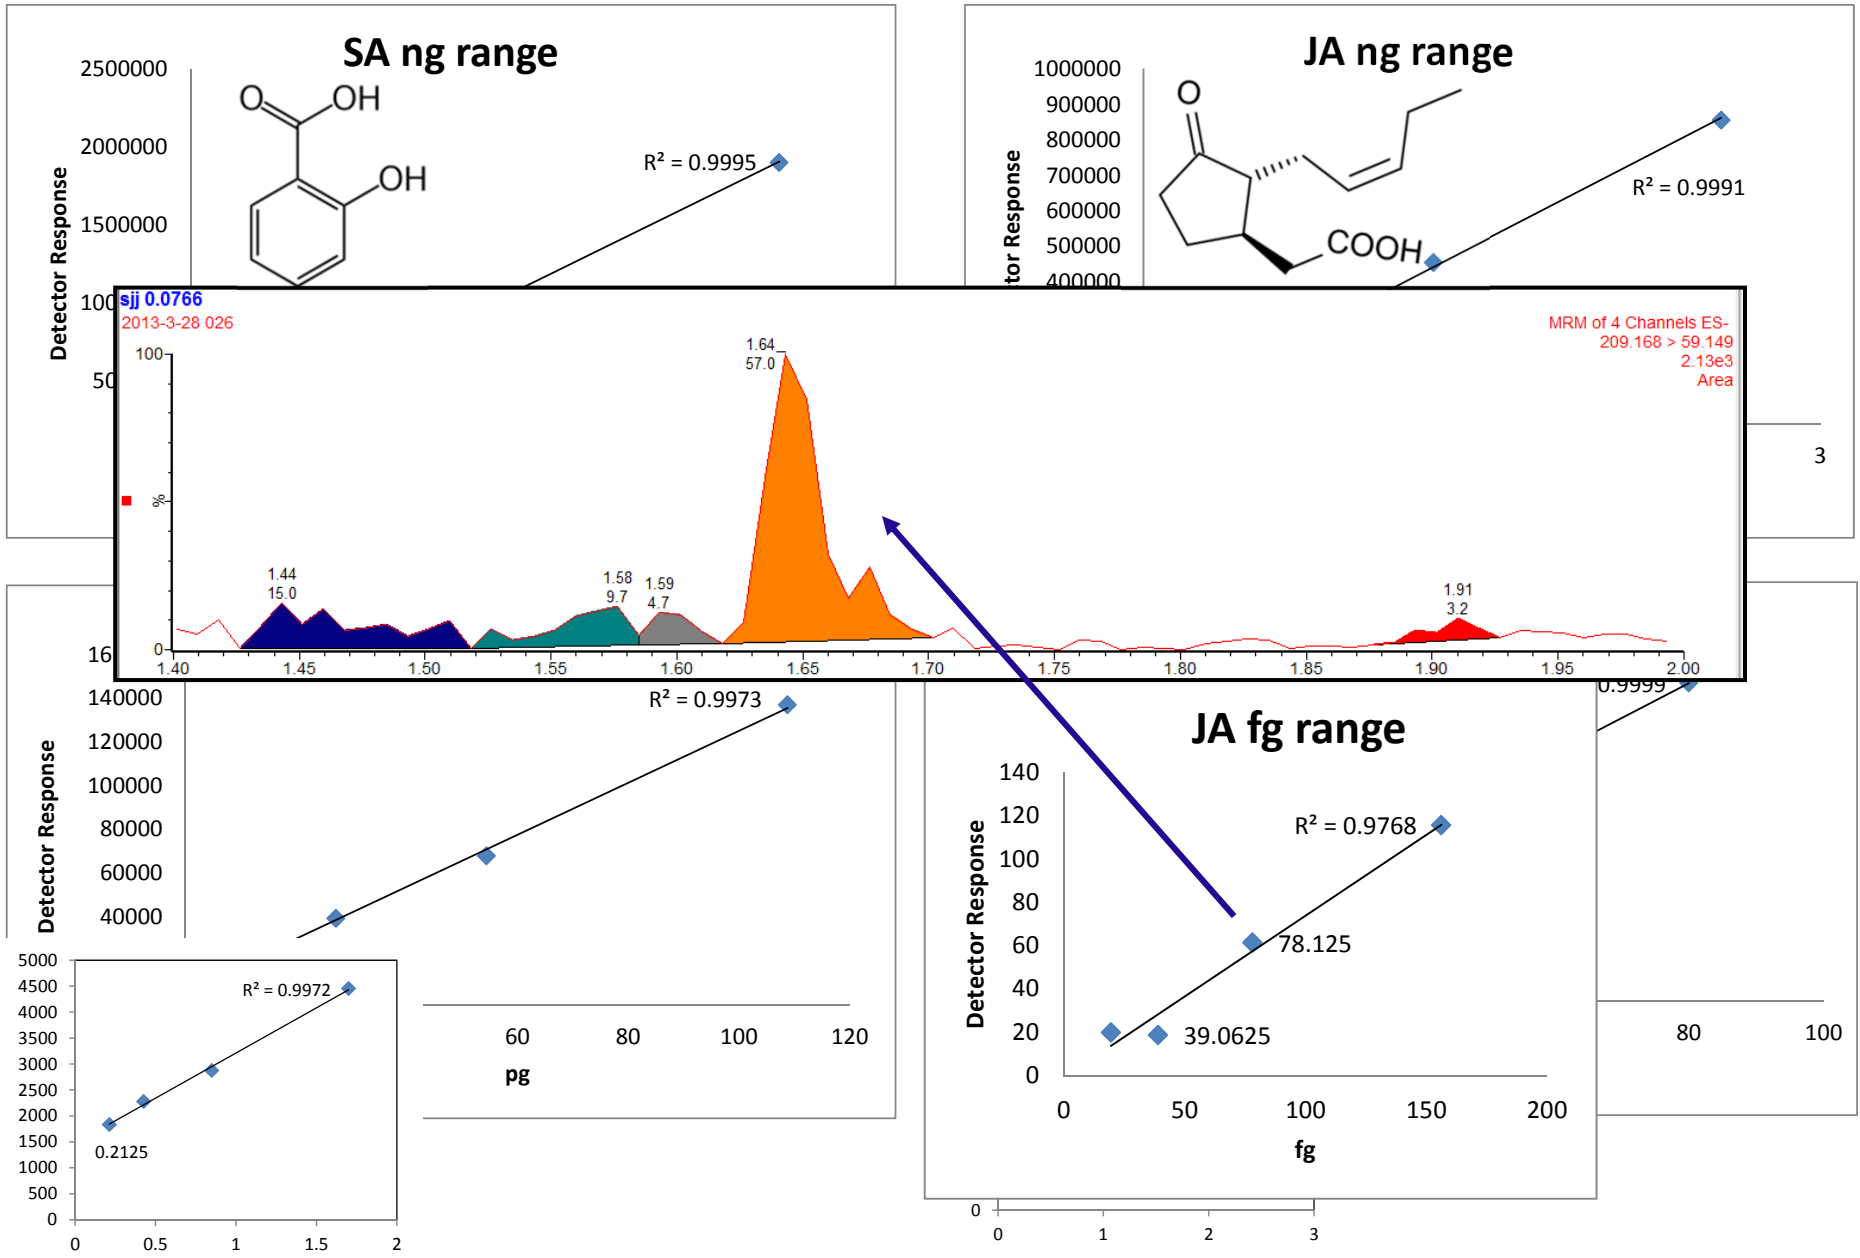 SA ng range
2500000
2000000
1500000
100
50
Detector Response
O
OH
OH
R² = 0.9995
JA ng range
1000000
900000
800000
700000
600000
500000
400000
tor Response
O
COOH
R² = 0.9991
3
sjj 0.0766
2013-3-28 026
MRM of 4 Channels ES-
209.168 > 59.149
2.13e3
Area
100
%
0
1.64
57.0
1.44
15.0
1.58
9.7
1.59
4.7
1.91
3.2
1.40 1.45 1.50 1.55 1.60 1.65 1.70 1.75 1.80 1.85 1.90 1.95 2.00
16
140000
120000
100000
80000
60000
40000
Detector Response
R² = 0.9973
60 80 100 120
pg
5000
4500
4000
3500
3000
2500
2000
1500
1000
500
0
R² = 0.9972
0.2125
0 0.5 1 1.5 2
0.9999
80 100
JA fg range
140
120
100
80
60
40
20
0
Detector Response
R² = 0.9768
78.125
39.0625
0 50 100 150 200
fg
0
0 1 2 3